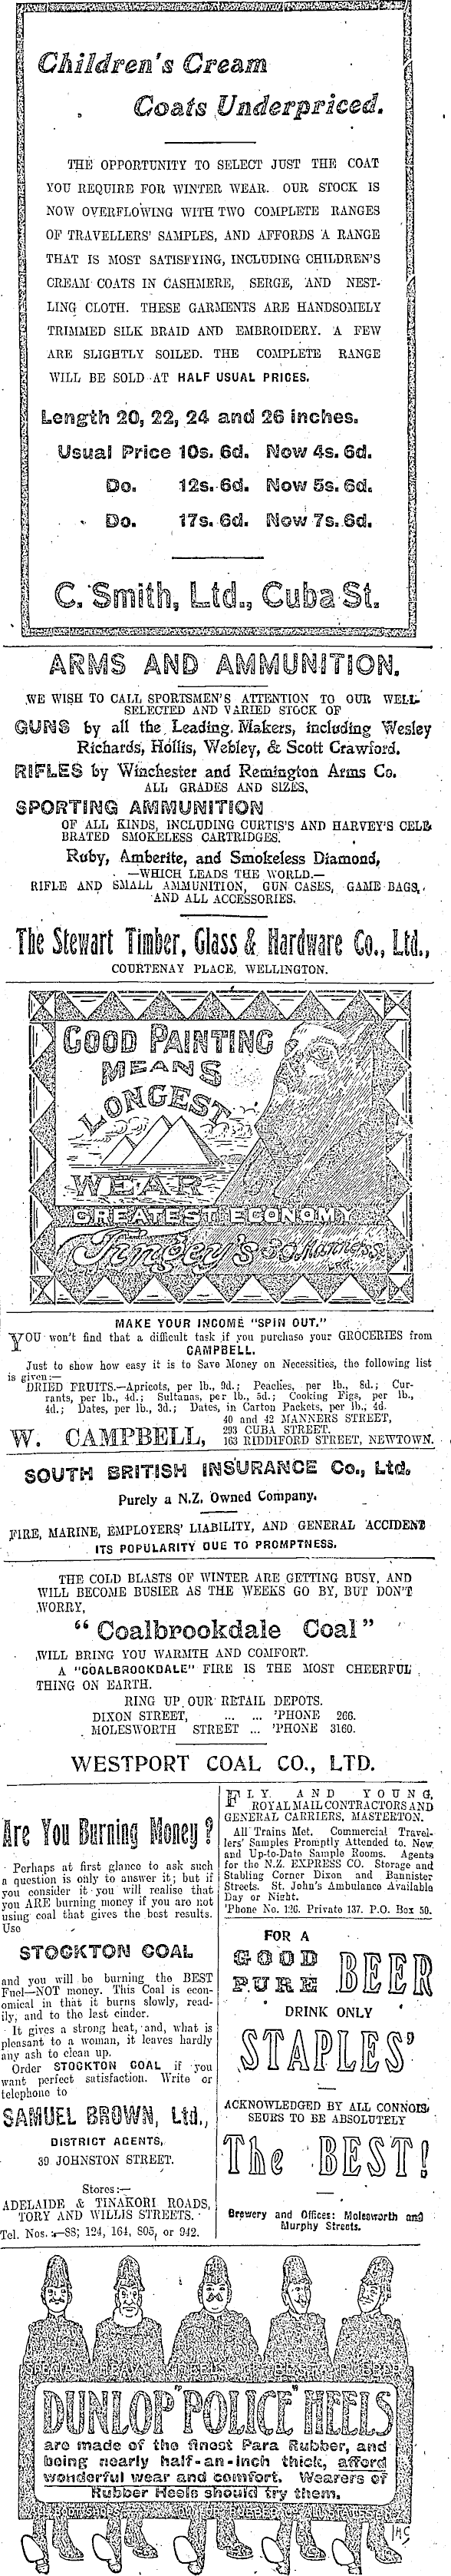 Children's Cream
Coats Underpriced.
THE OPPORTUNITY TO SELECT JUST THE COAT
YOU REQUIRE FOR WINTER WEAR. OUR STOCK IS
NOW OVERFLOWING WITH TWO COMPLETE RANGES
OF TRAVELLERS' SAMPLES, AND AFFORDS A RANGE
THAT IS MOST SATISFYING, INCLUDING CHILDREN'S
CREAM COATS IN CASHMERE, SERGE, AND NEST-
LING CLOTH. THESE GARMENTS ARE HANDSOMELY
TRIMMED SILK BRAID AND EMBROIDERY. A FEW
ARE SLIGHTLY SOILED. THE COMPLETE RANGE
WILL BE SOLD AT HALF USUAL PRICES.
Length 20, 22, 24 and 26 inches.
Usual Price 10s. 6d. Now 4s. 6d.
Do. 12s. 6d. Now 5s. 6d.
Do. 17s. 6d. Now 7s. 6d.
C. Smith, Ltd., Cuba St.
ARMS AND AMMUNITION.
WE WISH TO CALL SPORTSMEN'S ATTENTION TO OUR WELL-
SELECTED AND VARIED STOCK OF
GUNS by all the Leading Makers, including Wesley
Richards, Hollis, Webley, & Scott Crawford.
RIFLES by Winchester and Remington Arms Co.
ALL GRADES AND SIZES.
SPORTING AMMUNITION
OF ALL KINDS, INCLUDING CURTIS'S AND HARVEY'S CELE-
BRATED SMOKELESS CARTRIDGES.
Ruby, Amberite, and Smokeless Diamond,
—WHICH LEADS THE WORLD.—
RIFLE AND SMALL AMMUNITION, GUN CASES, GAME BAGS,
AND ALL ACCESSORIES.
The Stewart Timber, Glass & Hardware Co., Ltd.,
COURTENAY PLACE, WELLINGTON.
GOOD PAINTING
MEANS
LONGEST
WEAR
GREATEST ECONOMY
Tingey's 39 Manners
MAKE YOUR INCOME "SPIN OUT."
YOU won't find that a difficult task if you purchase your GROCERIES from
CAMPBELL.
Just to show how easy it is to Save Money on Necessities, the following list
is given:—
DRIED FRUITS.—Apricots, per lb., 9d.; Peaches, per lb., 8d.; Cur-
rants, per lb., 4d.; Sultanas, per lb., 5d.; Cooking Figs, per lb.,
4d.; Dates, per lb., 3d.; Dates, in Carton Packets, per lb., 4d.
W. CAMPBELL,
40 and 42 MANNERS STREET,
293 CUBA STREET.
163 RIDDIFORD STREET, NEWTOWN.
SOUTH BRITISH INSURANCE Co., Ltd.
Purely a N.Z. Owned Company.
FIRE, MARINE, EMPLOYERS' LIABILITY, AND GENERAL ACCIDENT
ITS POPULARITY DUE TO PROMPTNESS.
THE COLD BLASTS OF WINTER ARE GETTING BUSY, AND
WILL BECOME BUSIER AS THE WEEKS GO BY, BUT DON'T
WORRY,
"Coalbrookdale Coal"
WILL BRING YOU WARMTH AND COMFORT.
A "COALBROOKDALE" FIRE IS THE MOST CHEERFUL
THING ON EARTH.
RING UP OUR RETAIL DEPOTS.
DIXON STREET, ... ... 'PHONE 266.
MOLESWORTH STREET ... 'PHONE 3160.
WESTPORT COAL CO., LTD.
Are You Burning Money?
Perhaps at first glance to ask such
a question is only to answer it; but if
you consider it you will realise that
you ARE burning money if you are not
using coal that gives the best results.
Use
STOCKTON COAL
and you will be burning the BEST
Fuel—NOT money. This Coal is econ-
omical in that it burns slowly, read-
ily, and to the last cinder.
It gives a strong heat, and, what is
pleasant to a woman, it leaves hardly
any ash to clean up.
Order STOCKTON COAL if you
want perfect satisfaction. Write or
telephone to
SAMUEL BROWN, Ltd.,
DISTRICT AGENTS,
39 JOHNSTON STREET.
Stores:—
ADELAIDE & TINAKORI ROADS,
TORY AND WILLIS STREETS.
Tel. Nos.:—88; 124, 164, 805, or 942.
FLY AND YOUNG,
ROYAL MAIL CONTRACTORS AND
GENERAL CARRIERS, MASTERTON.
All Trains Met. Commercial Travel-
lers' Samples Promptly Attended to. New
and Up-to-Date Sample Rooms. Agents
for the N.Z. EXPRESS CO. Storage and
Stabling Corner Dixon and Bannister
Streets. St. John's Ambulance Available
Day or Night.
'Phone No. 126. Private 137. P.O. Box 50.
FOR A
GOOD
PURE BEER
DRINK ONLY
STAPLES'
ACKNOWLEDGED BY ALL CONNOIS-
SEURS TO BE ABSOLUTELY
The BEST!
Brewery and Offices: Molesworth and
Murphy Streets.
DUNLOP "POLICE" HEELS
are made of the finest Para Rubber, and
being nearly half-an-inch thick, afford
wonderful wear and comfort. Wearers of
Rubber Heels should try them.